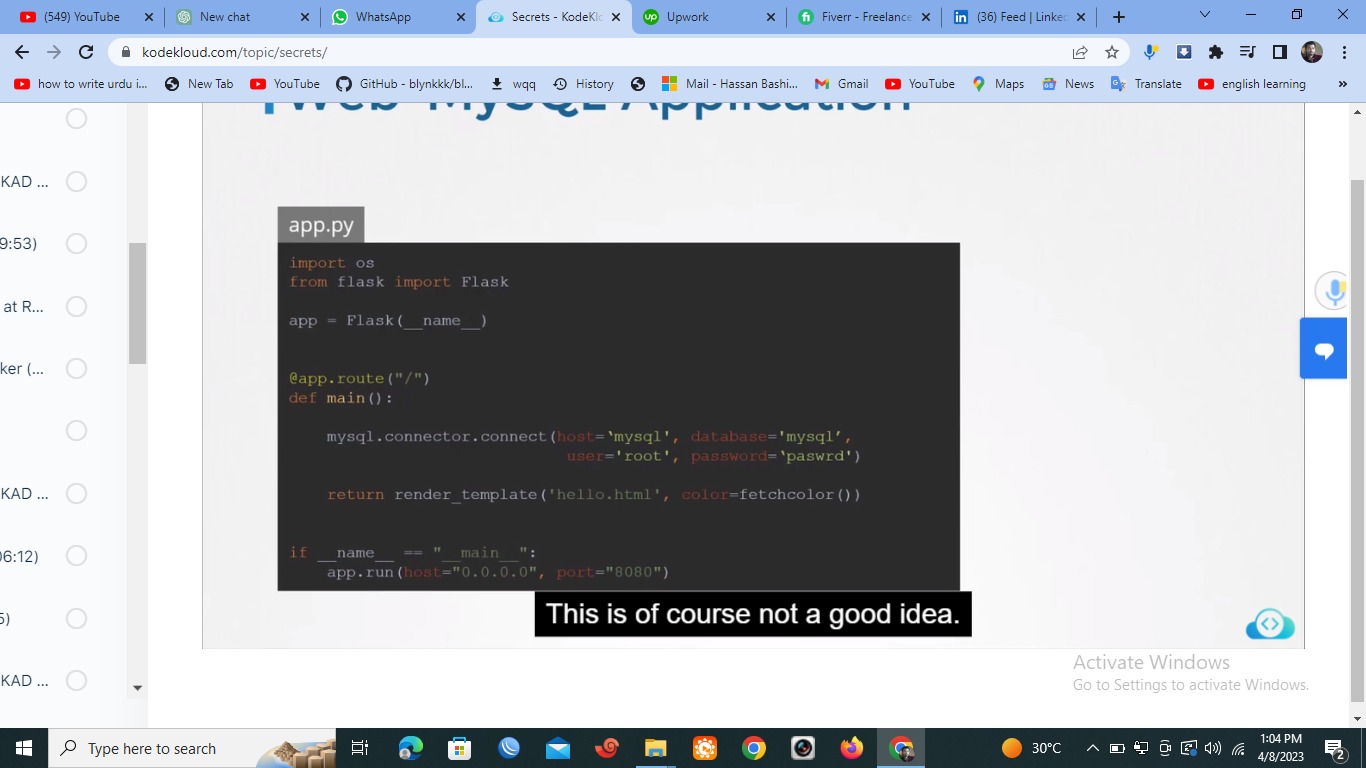 (549) YouTube
New chat
WhatsApp
Secrets - KodeKlo
Upwork
Fiverr - Freelance
(36) Feed | Linked
kodekloud.com/topic/secrets/
how to write urdu i...
New Tab
YouTube
GitHub - blynkkk/bl...
wqq
History
Mail - Hassan Bashi...
Gmail
YouTube
Maps
News
Translate
english learning
»
Web-MySQL Application
KAD ...
9:53)
at R...
ker (...
KAD ...
06:12)
5)
KAD ...
app.py
import os
from flask import Flask
app = Flask(__name__)
@app.route("/")
def main():
mysql.connector.connect(host=‘mysql', database='mysql’,
user='root', password=‘paswrd')
return render_template('hello.html', color=fetchcolor())
if __name__ == "__main__":
app.run(host="0.0.0.0", port="8080")
This is of course not a good idea.
Activate Windows
Go to Settings to activate Windows.
Type here to search
30°C
1:04 PM
4/8/2023
2